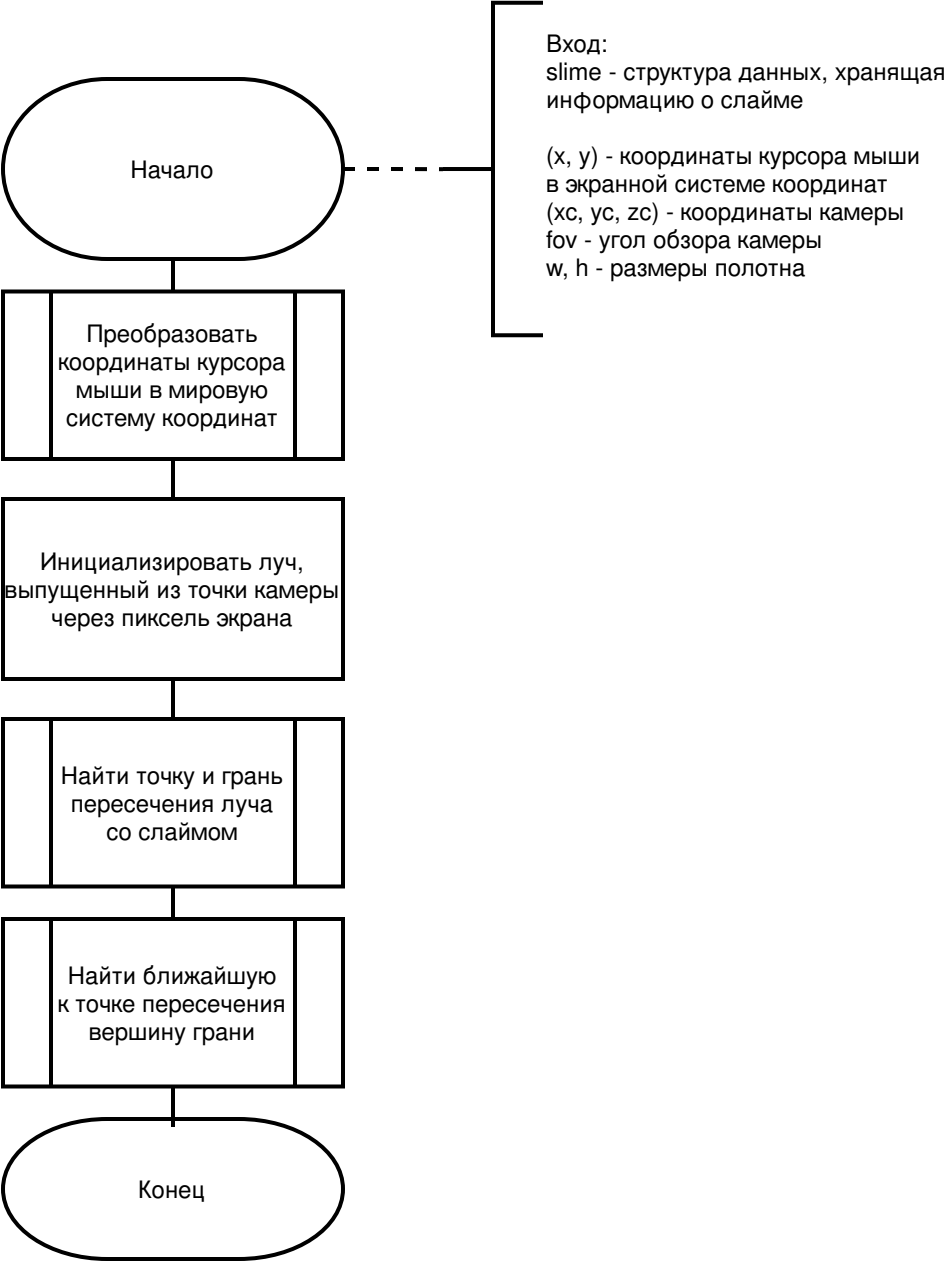 Вход:
slime - структура данных, хранящая
информацию о слайме
(x, y) - координаты курсора мыши
в экранной системе координат
(xc, yc, zc) - координаты камеры
fov - угол обзора камеры
w, h - размеры полотна
Начало
Преобразовать
координаты курсора
мыши в мировую
систему координат
Инициализировать луч,
выпущенный из точки камеры
через пиксель экрана
Найти точку и грань
пересечения луча
со слаймом
Найти ближайшую
к точке пересечения
вершину грани
Конец